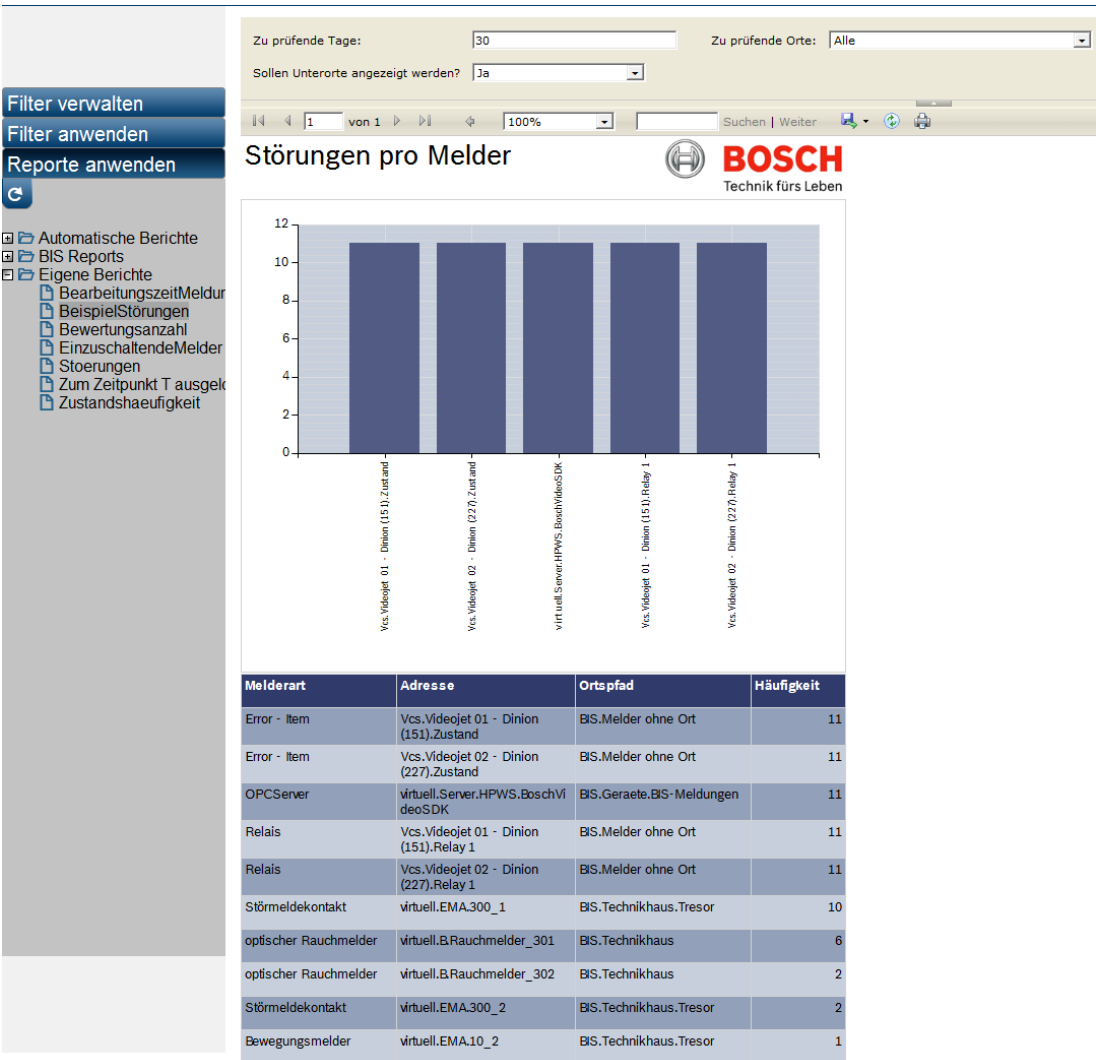 Zu prüfende Tage: 30 Zu prüfende Orte: Alle
Sollen Unterorte angezeigt werden? Ja
1 von 1 100% Suchen | Weiter
Filter verwalten
Filter anwenden
Reporte anwenden
Automatische Berichte
BIS Reports
Eigene Berichte
BearbeitungszeitMeldur
BeispielStörungen
Bewertungsanzahl
EinzuschaltendeMelder
Stoerungen
Zum Zeitpunkt T ausgelo
Zustandshaeufigkeit
Störungen pro Melder
BOSCH
Technik fürs Leben
12
10
8
6
4
2
0
Vcs.Videojet 01 - Dinion (151).Zustand
Vcs.Videojet 02 - Dinion (227).Zustand
virtuell.Server.HPWS.BoschVideoSDK
Vcs.Videojet 01 - Dinion (151).Relay 1
Vcs.Videojet 02 - Dinion (227).Relay 1
Melderart Adresse Ortspfad Häufigkeit
Error - Item Vcs.Videojet 01 - Dinion BIS.Melder ohne Ort 11
(151).Zustand
Error - Item Vcs.Videojet 02 - Dinion BIS.Melder ohne Ort 11
(227).Zustand
OPCServer virtuell.Server.HPWS.BoschVi BIS.Geraete.BIS-Meldungen 11
deoSDK
Relais Vcs.Videojet 01 - Dinion BIS.Melder ohne Ort 11
(151).Relay 1
Relais Vcs.Videojet 02 - Dinion BIS.Melder ohne Ort 11
(227).Relay 1
Störmeldekontakt virtuell.EMA.300_1 BIS.Technikhaus.Tresor 10
optischer Rauchmelder virtuell.B.Rauchmelder_301 BIS.Technikhaus 6
optischer Rauchmelder virtuell.B.Rauchmelder_302 BIS.Technikhaus 2
Störmeldekontakt virtuell.EMA.300_2 BIS.Technikhaus.Tresor 2
Bewegungsmelder virtuell.EMA.10_2 BIS.Technikhaus.Tresor 1